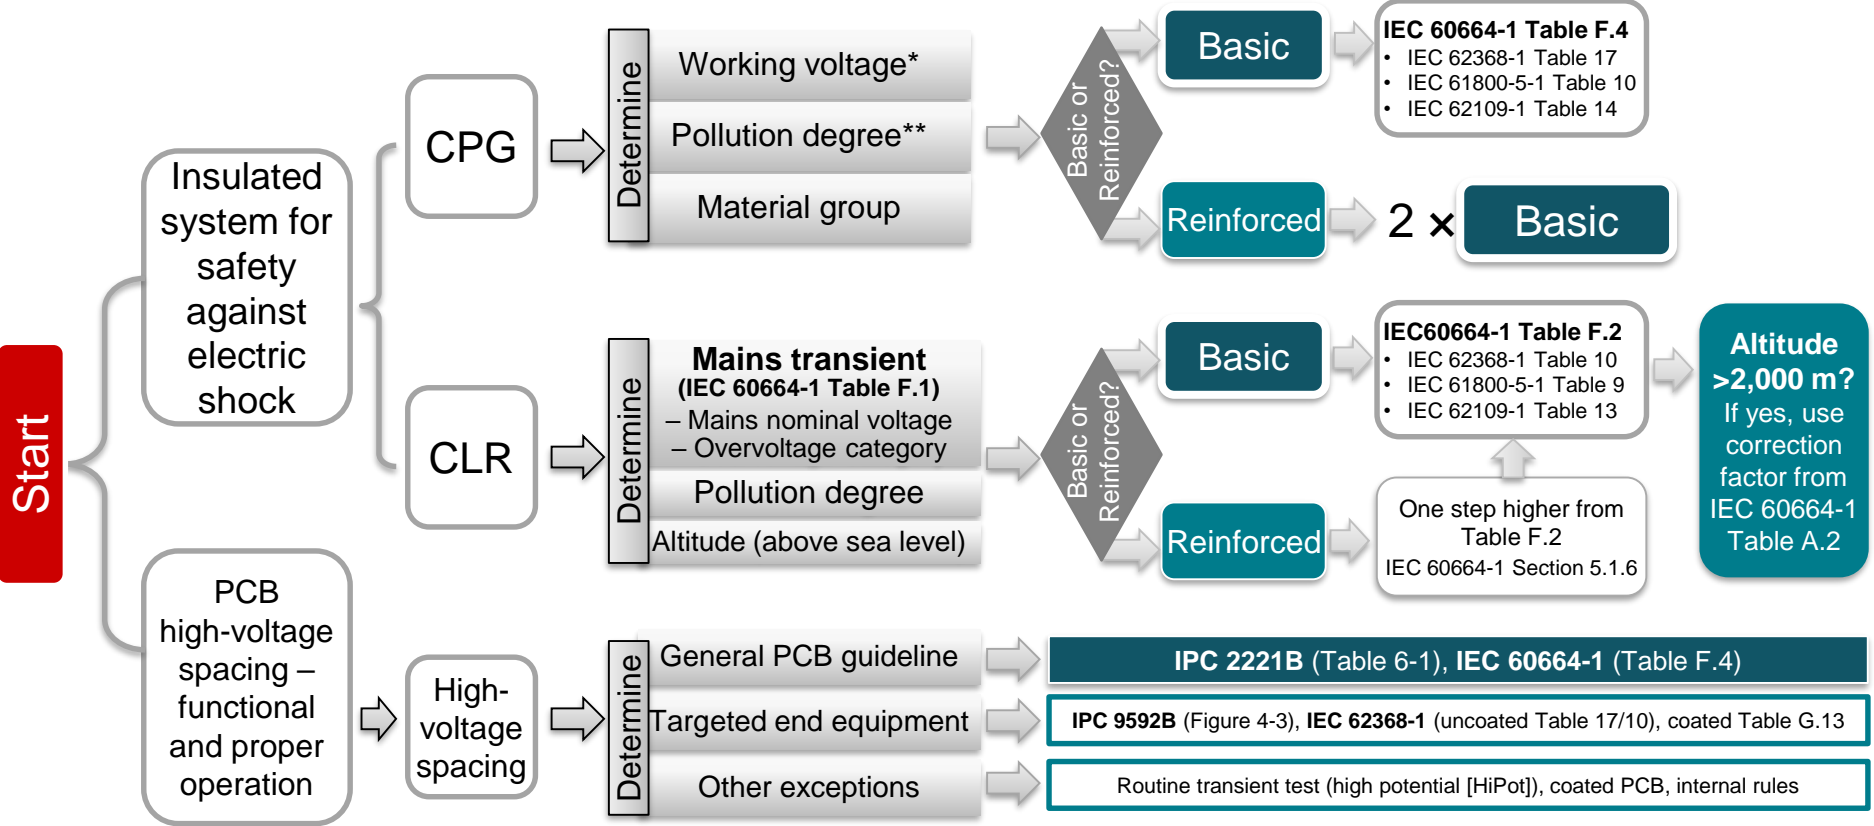 Start
Insulated
system for
safety
against
electric
shock
CPG
Determine
Working voltage*
Pollution degree**
Material group
Basic or
Reinforced?
Basic
IEC 60664-1 Table F.4
• IEC 62368-1 Table 17
• IEC 61800-5-1 Table 10
• IEC 62109-1 Table 14
Reinforced
2 ×
Basic
CLR
Determine
Mains transient
(IEC 60664-1 Table F.1)
– Mains nominal voltage
– Overvoltage category
Pollution degree
Altitude (above sea level)
Basic or
Reinforced?
Basic
IEC60664-1 Table F.2
• IEC 62368-1 Table 10
• IEC 61800-5-1 Table 9
• IEC 62109-1 Table 13
Reinforced
One step higher from
Table F.2
IEC 60664-1 Section 5.1.6
Altitude
>2,000 m?
If yes, use
correction
factor from
IEC 60664-1
Table A.2
PCB
high-voltage
spacing –
functional
and proper
operation
High-
voltage
spacing
Determine
General PCB guideline
IPC 2221B (Table 6-1), IEC 60664-1 (Table F.4)
Targeted end equipment
IPC 9592B (Figure 4-3), IEC 62368-1 (uncoated Table 17/10), coated Table G.13
Other exceptions
Routine transient test (high potential [HiPot]), coated PCB, internal rules